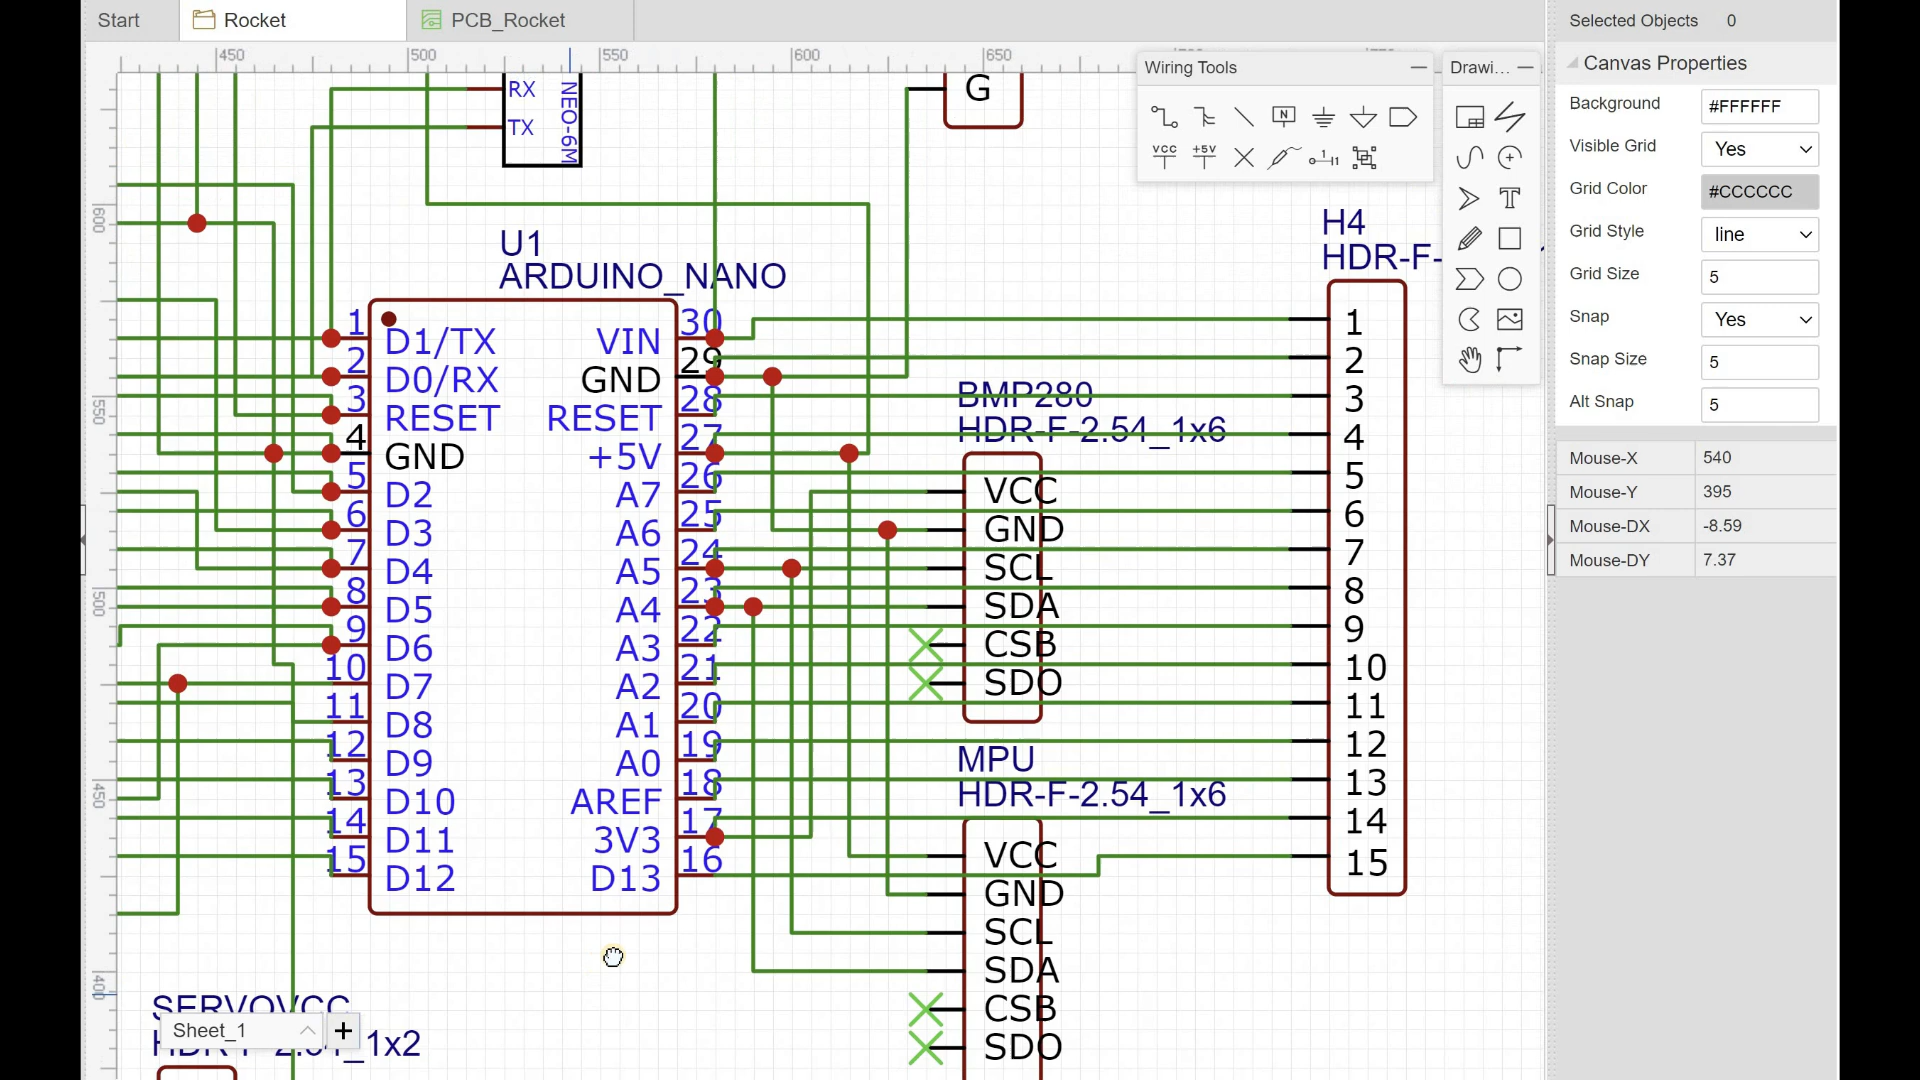 Start
Rocket
PCB_Rocket
450
500
550
600
650
RX
TX
NEO-6M
G
Wiring Tools
Drawi...
N
VCC
+5V
T
U1
ARDUINO_NANO
1
2
3
4
5
6
7
8
9
10
11
12
13
14
15
D1/TX
D0/RX
RESET
GND
D2
D3
D4
D5
D6
D7
D8
D9
D10
D11
D12
VIN
GND
RESET
+5V
A7
A6
A5
A4
A3
A2
A1
A0
AREF
3V3
D13
30
29
28
27
26
25
24
23
22
21
20
19
18
17
16
BMP280
HDR-F-2.54_1x6
VCC
GND
SCL
SDA
CSB
SDO
MPU
HDR-F-2.54_1x6
VCC
GND
SCL
SDA
CSB
SDO
H4
HDR-F-
1
2
3
4
5
6
7
8
9
10
11
12
13
14
15
600
550
500
450
400
SERVOVCC
Sheet_1
+
1x2
Selected Objects 0
Canvas Properties
Background #FFFFFF
Visible Grid Yes
Grid Color #CCCCCC
Grid Style line
Grid Size 5
Snap Yes
Snap Size 5
Alt Snap 5
Mouse-X 540
Mouse-Y 395
Mouse-DX -8.59
Mouse-DY 7.37